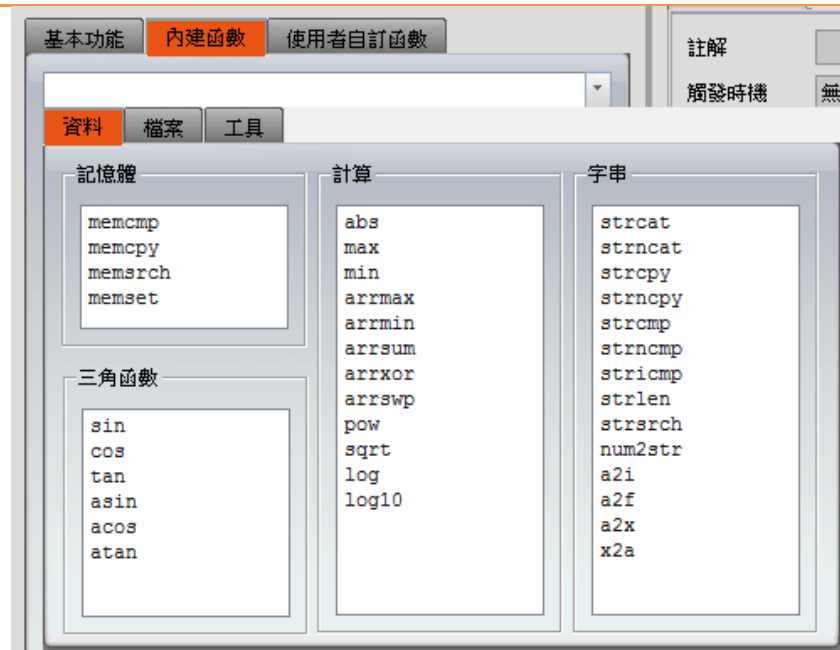 基本功能 內建函數 使用者自訂函數
註解
觸發時機 無
資料 檔案 工具
記憶體
memcmp
memcpy
memsrch
memset
三角函數
sin
cos
tan
asin
acos
atan
計算
abs
max
min
arrmax
arrmin
arrsum
arrxor
arrswp
pow
sqrt
log
log10
字串
strcat
strncat
strcpy
strncpy
strcmp
strncmp
stricmp
strlen
strsrch
num2str
a2i
a2f
a2x
x2a